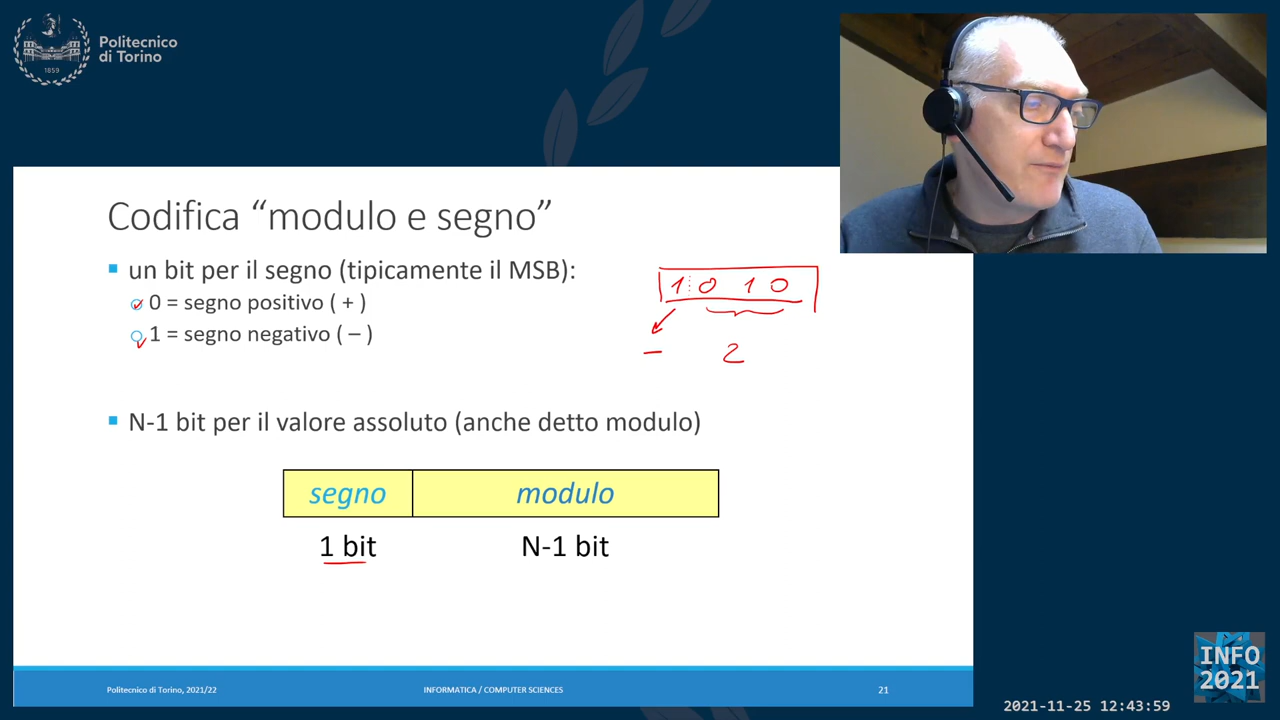 Politecnico
di Torino
1859
Codifica “modulo e segno”
▪ un bit per il segno (tipicamente il MSB):
0 = segno positivo ( + )
1 = segno negativo ( – )
1 0 1 0
– 2
▪ N-1 bit per il valore assoluto (anche detto modulo)
segno modulo
1 bit N-1 bit
Politecnico di Torino, 2021/22 INFORMATICA / COMPUTER SCIENCES 21
INFO
2021
2021-11-25 12:43:59